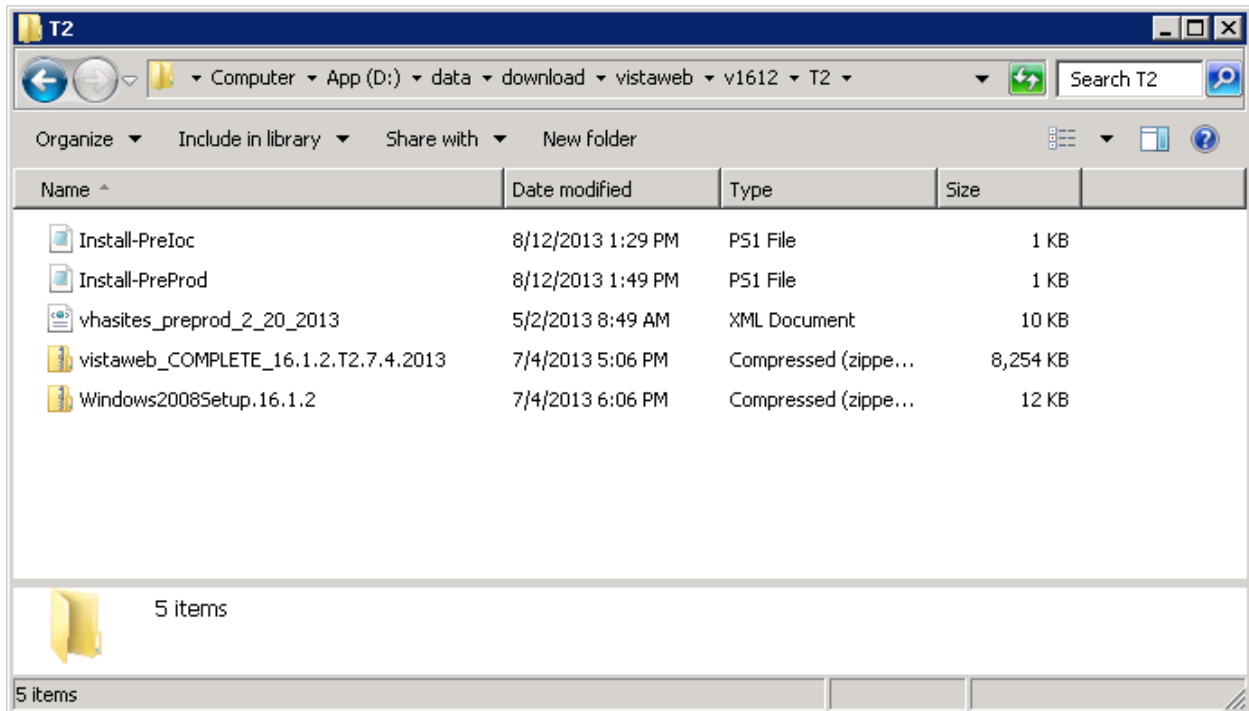 T2
Computer App (D:) data download vistaweb v1612 T2 Search T2
Organize Include in library Share with New folder
Name Date modified Type Size
Install-PreIoc 8/12/2013 1:29 PM PS1 File 1 KB
Install-PreProd 8/12/2013 1:49 PM PS1 File 1 KB
vhasites_preprod_2_20_2013 5/2/2013 8:49 AM XML Document 10 KB
vistaweb_COMPLETE_16.1.2.T2.7.4.2013 7/4/2013 5:06 PM Compressed (zippe... 8,254 KB
Windows2008Setup.16.1.2 7/4/2013 6:06 PM Compressed (zippe... 12 KB
5 items
5 items